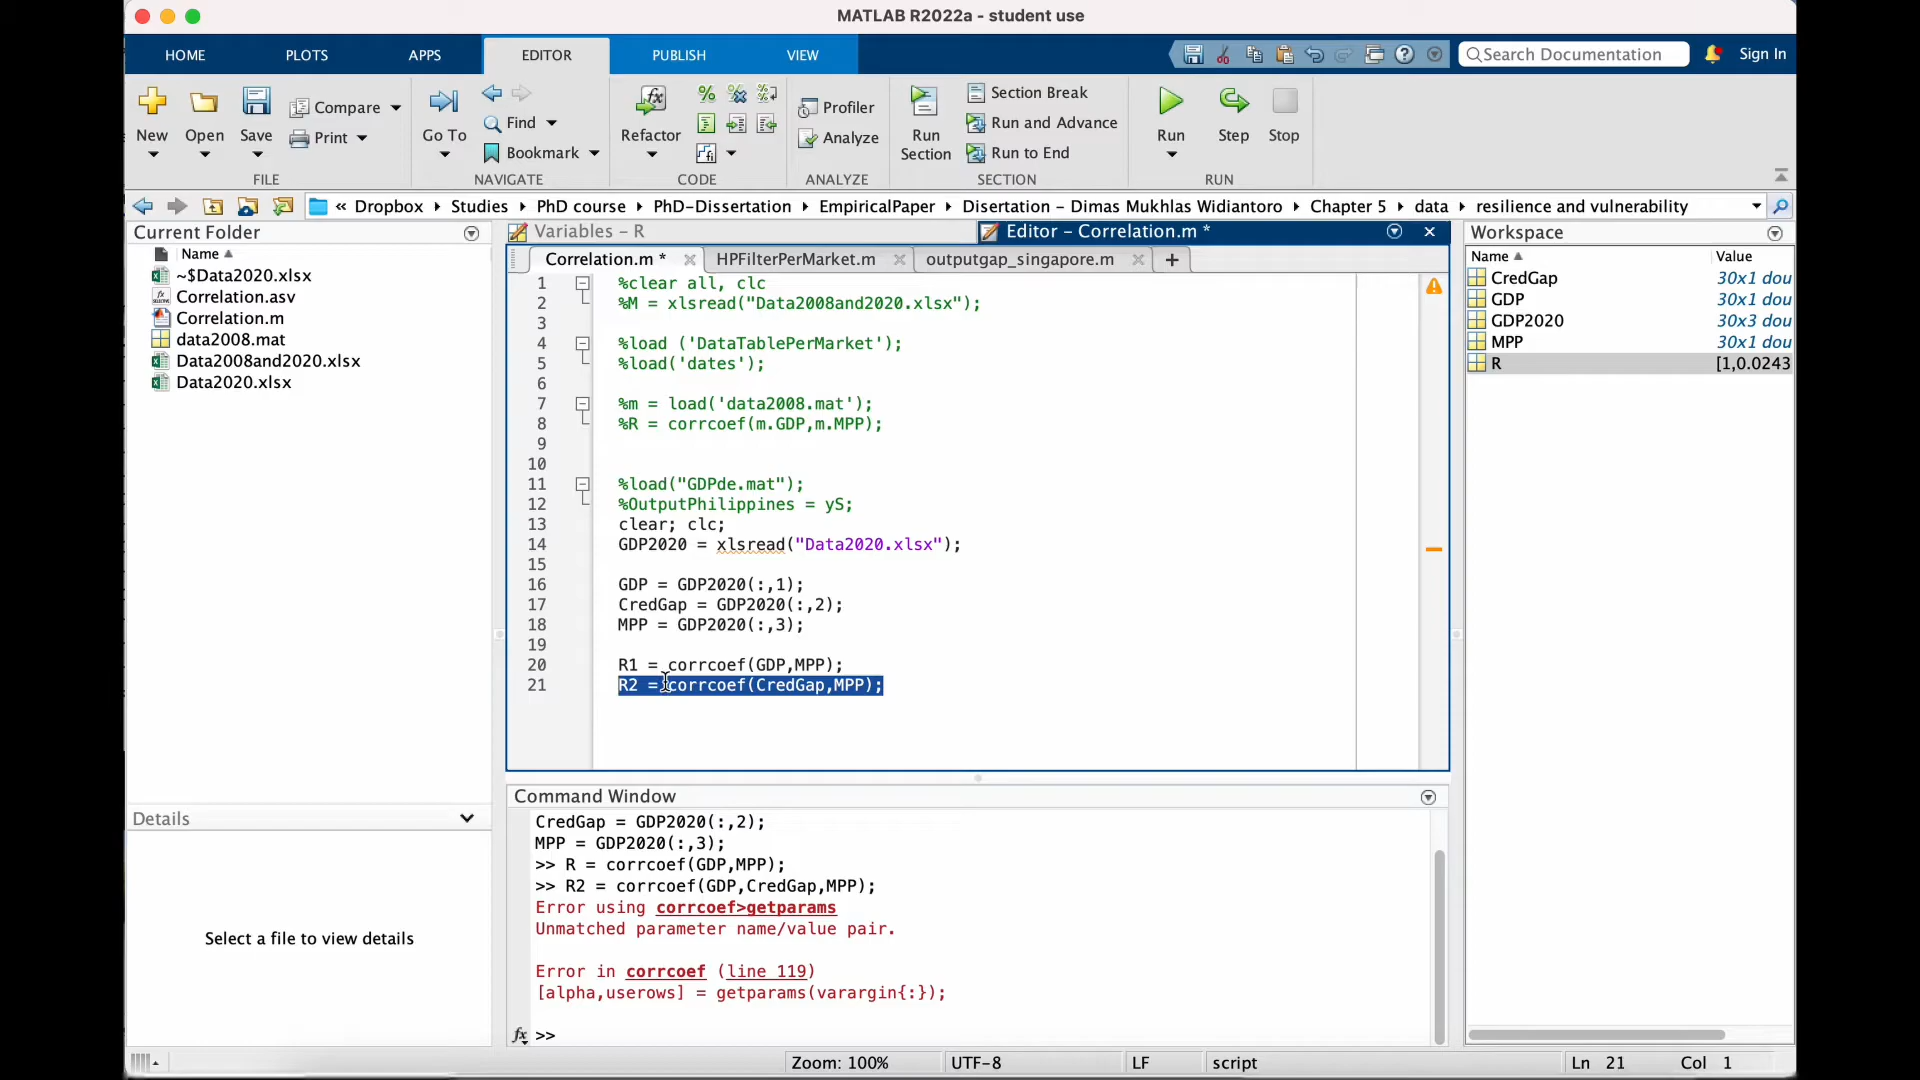 MATLAB R2022a - student use
HOME PLOTS APPS EDITOR PUBLISH VIEW Search Documentation Sign In
New Open Save Compare Print Go To Find Bookmark Refactor Profiler Analyze Run Section Section Break Run and Advance Run to End Run Step Stop
FILE NAVIGATE CODE ANALYZE SECTION RUN
« Dropbox Studies PhD course PhD-Dissertation EmpiricalPaper Disertation - Dimas Mukhlas Widiantoro Chapter 5 data resilience and vulnerability
Current Folder
Name
~$Data2020.xlsx
Correlation.asv
Correlation.m
data2008.mat
Data2008and2020.xlsx
Data2020.xlsx
Details
Select a file to view details
Variables - R
Editor - Correlation.m *
Correlation.m * HPFilterPerMarket.m outputgap_singapore.m +
1 %clear all, clc
2 %M = xlsread("Data2008and2020.xlsx");
3
4 %load ('DataTablePerMarket');
5 %load('dates');
6
7 %m = load('data2008.mat');
8 %R = corrcoef(m.GDP,m.MPP);
9
10
11 %load("GDPde.mat");
12 %OutputPhilippines = yS;
13 clear; clc;
14 GDP2020 = xlsread("Data2020.xlsx");
15
16 GDP = GDP2020(:,1);
17 CredGap = GDP2020(:,2);
18 MPP = GDP2020(:,3);
19
20 R1 = corrcoef(GDP,MPP);
21 R2 = corrcoef(CredGap,MPP);
Command Window
CredGap = GDP2020(:,2);
MPP = GDP2020(:,3);
>> R = corrcoef(GDP,MPP);
>> R2 = corrcoef(GDP,CredGap,MPP);
Error using corrcoef>getparams
Unmatched parameter name/value pair.
Error in corrcoef (line 119)
[alpha,userows] = getparams(varargin{:});
fx >>
Workspace
Name Value
CredGap 30x1 dou
GDP 30x1 dou
GDP2020 30x3 dou
MPP 30x1 dou
R [1,0.0243
Zoom: 100% UTF-8 LF script Ln 21 Col 1